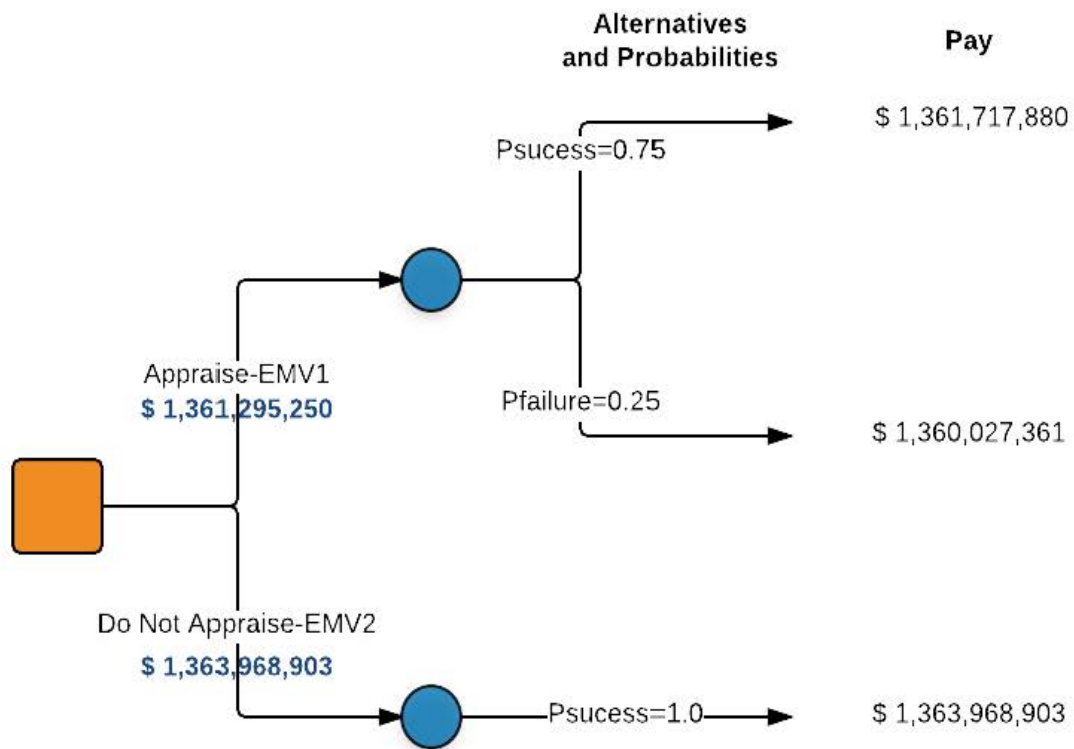 Alternatives
and Probabilities
Pay
$ 1,361,717,880
Psucess=0.75
Appraise-EMV1
$ 1,361,295,250
Pfailure=0.25
$ 1,360,027,361
Do Not Appraise-EMV2
$ 1,363,968,903
Psucess=1.0
$ 1,363,968,903